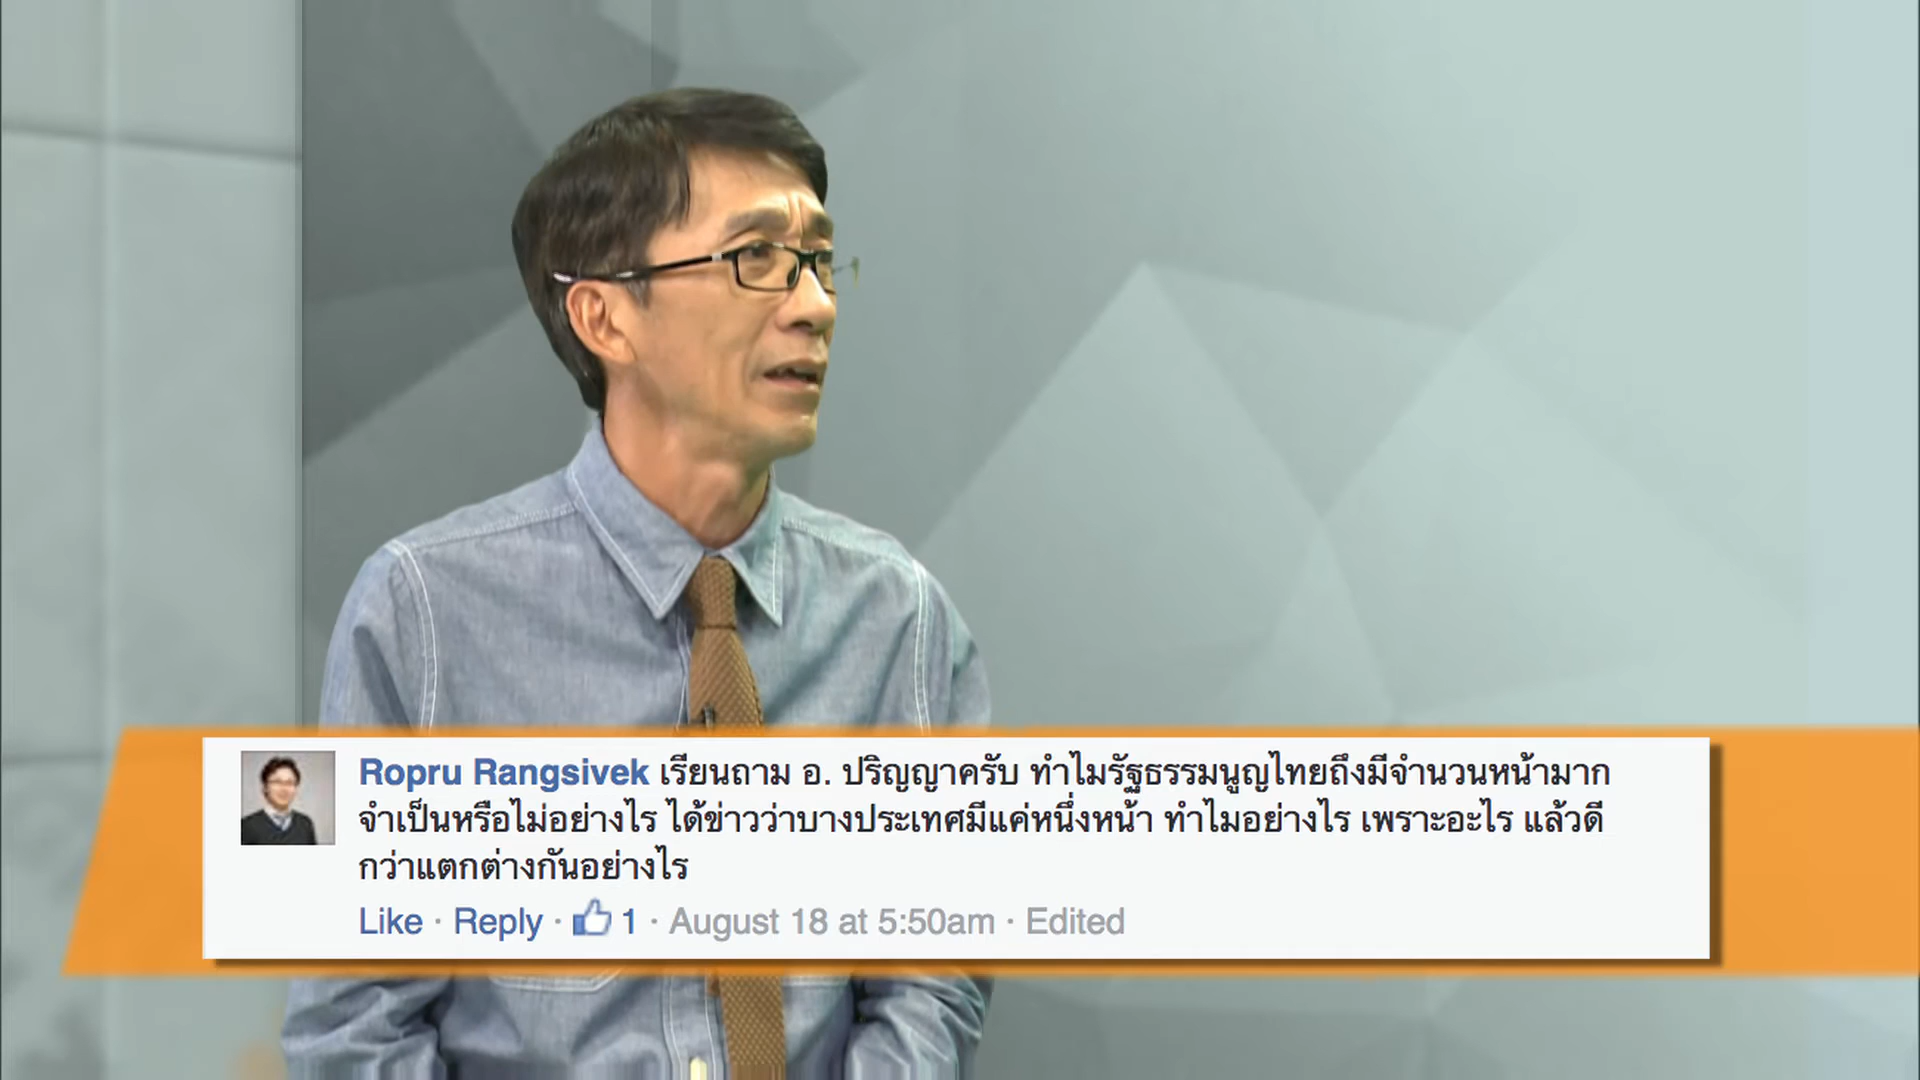 Ropru Rangsivek เรียนถาม อ. ปริญญาครับ ทำไมรัฐธรรมนูญไทยถึงมีจำนวนหน้ามาก
จำเป็นหรือไม่อย่างไร ได้ข่าวว่าบางประเทศมีแค่หนึ่งหน้า ทำไมอย่างไร เพราะอะไร แล้วดี
กว่าแตกต่างกันอย่างไร
Like · Reply · 1 · August 18 at 5:50am · Edited